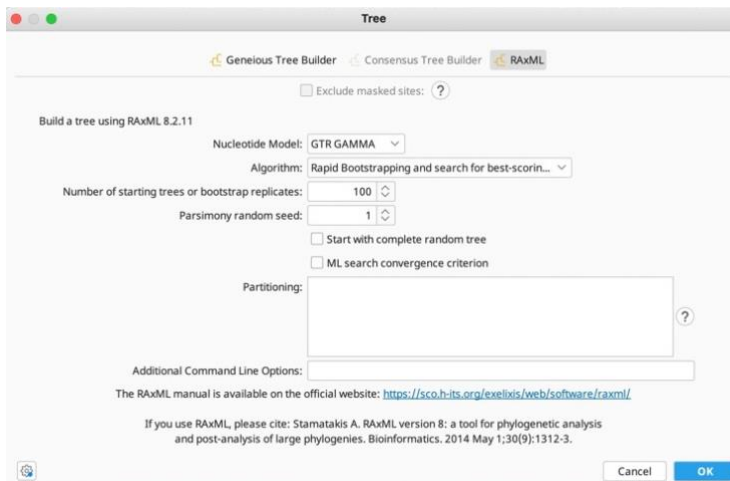 Tree
Geneious Tree Builder Consensus Tree Builder RAxML
Exclude masked sites: ?
Build a tree using RAxML 8.2.11
Nucleotide Model: GTR GAMMA
Algorithm: Rapid Bootstrapping and search for best-scorin...
Number of starting trees or bootstrap replicates: 100
Parsimony random seed: 1
Start with complete random tree
ML search convergence criterion
Partitioning:
?
Additional Command Line Options:
The RAxML manual is available on the official website: https://sco.h-its.org/exelixis/web/software/raxml/
If you use RAxML, please cite: Stamatakis A. RAxML version 8: a tool for phylogenetic analysis
and post-analysis of large phylogenies. Bioinformatics. 2014 May 1;30(9):1312-3.
Cancel OK